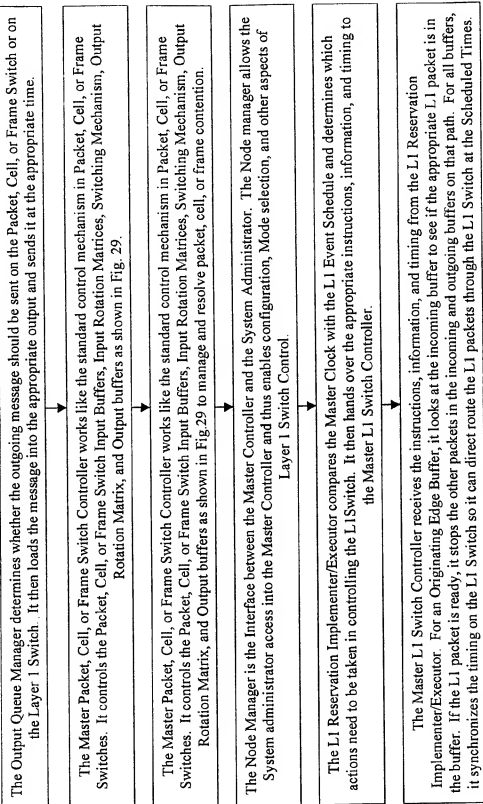 The Output Queue Manager determines whether the outgoing message should be sent on the Packet, Cell, or Frame Switch or on
the Layer 1 Switch. It then loads the message into the appropriate output and sends it at the appropriate time.
The Master Packet, Cell, or Frame Switch Controller works like the standard control mechanism in Packet, Cell, or Frame
Switches. It controls the Packet, Cell, or Frame Switch Input Buffers, Input Rotation Matrices, Switching Mechanism, Output
Rotation Matrix, and Output buffers as shown in Fig. 29.
The Master Packet, Cell, or Frame Switch Controller works like the standard control mechanism in Packet, Cell, or Frame
Switches. It controls the Packet, Cell, or Frame Switch Input Buffers, Input Rotation Matrices, Switching Mechanism, Output
Rotation Matrix, and Output buffers as shown in Fig.29 to manage and resolve packet, cell, or frame contention.
The Node Manager is the Interface between the Master Controller and the System Administrator. The Node manager allows the
System administrator access into the Master Controller and thus enables configuration, Mode selection, and other aspects of
Layer 1 Switch Control.
The L1 Reservation Implementer/Executor compares the Master Clock with the L1 Event Schedule and determines which
actions need to be taken in controlling the L1Switch. It then hands over the appropriate instructions, information, and timing to
the Master L1 Switch Controller.
The Master L1 Switch Controller receives the instructions, information, and timing from the L1 Reservation
Implementer/Executor. For an Originating Edge Buffer, it looks at the incoming buffer to see if the appropriate L1 packet is in
the buffer. If the L1 packet is ready, it stops the other packets in the incoming and outgoing buffers on that path. For all buffers,
it synchronizes the timing on the L1 Switch so it can direct route the L1 packets through the L1 Switch at the Scheduled Times.